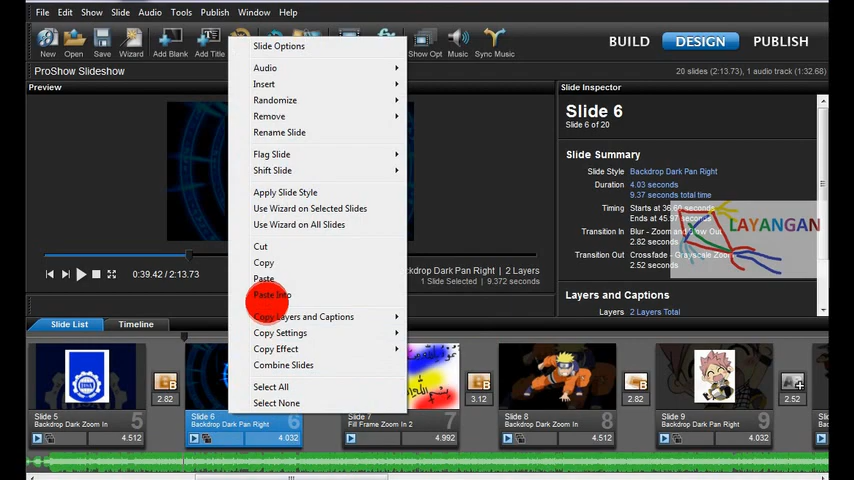 File Edit Show Slide Audio Tools Publish Window Help
New Open Save Wizard Add Blank Add Title Show Opt Music Sync Music
BUILD DESIGN PUBLISH
ProShow Slideshow
20 slides (2:13.73), 1 audio track (1:32.68)
Preview
0:39.42 / 2:13.73
Backdrop Dark Pan Right | 2 Layers
1 Slide Selected | 9.372 seconds
Slide Options
Audio
Insert
Randomize
Remove
Rename Slide
Flag Slide
Shift Slide
Apply Slide Style
Use Wizard on Selected Slides
Use Wizard on All Slides
Cut
Copy
Paste
Paste Into
Copy Layers and Captions
Copy Settings
Copy Effect
Combine Slides
Select All
Select None
Slide Inspector
Slide 6
Slide 6 of 20
Slide Summary
Slide Style Backdrop Dark Pan Right
Duration 4.03 seconds
9.37 seconds total time
Timing Starts at 36.60 seconds
Ends at 45.97 seconds
Transition In Blur - Zoom and Blow Out
2.82 seconds
Transition Out Crossfade - Grayscale Zoom
2.52 seconds
Layers and Captions
Layers 2 Layers Total
LAYANGAN
Slide List Timeline
Slide 5 5
Backdrop Dark Zoom In
4.512
2.82
Slide 6 6
Backdrop Dark Pan Right
4.032
Slide 7 7
Fill Frame Zoom In 2
4.992
3.12
Slide 8 8
Backdrop Dark Zoom In
4.512
2.82
Slide 9 9
Backdrop Dark Pan Right
4.032
2.52